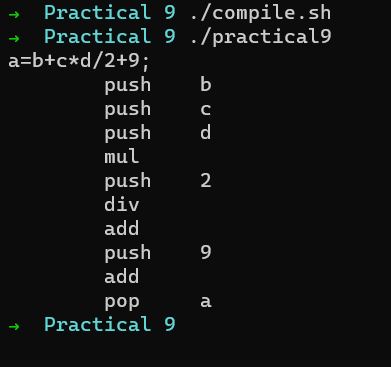 → Practical 9 ./compile.sh
→ Practical 9 ./practical9
a=b+c*d/2+9;
push b
push c
push d
mul
push 2
div
add
push 9
add
pop a
→ Practical 9